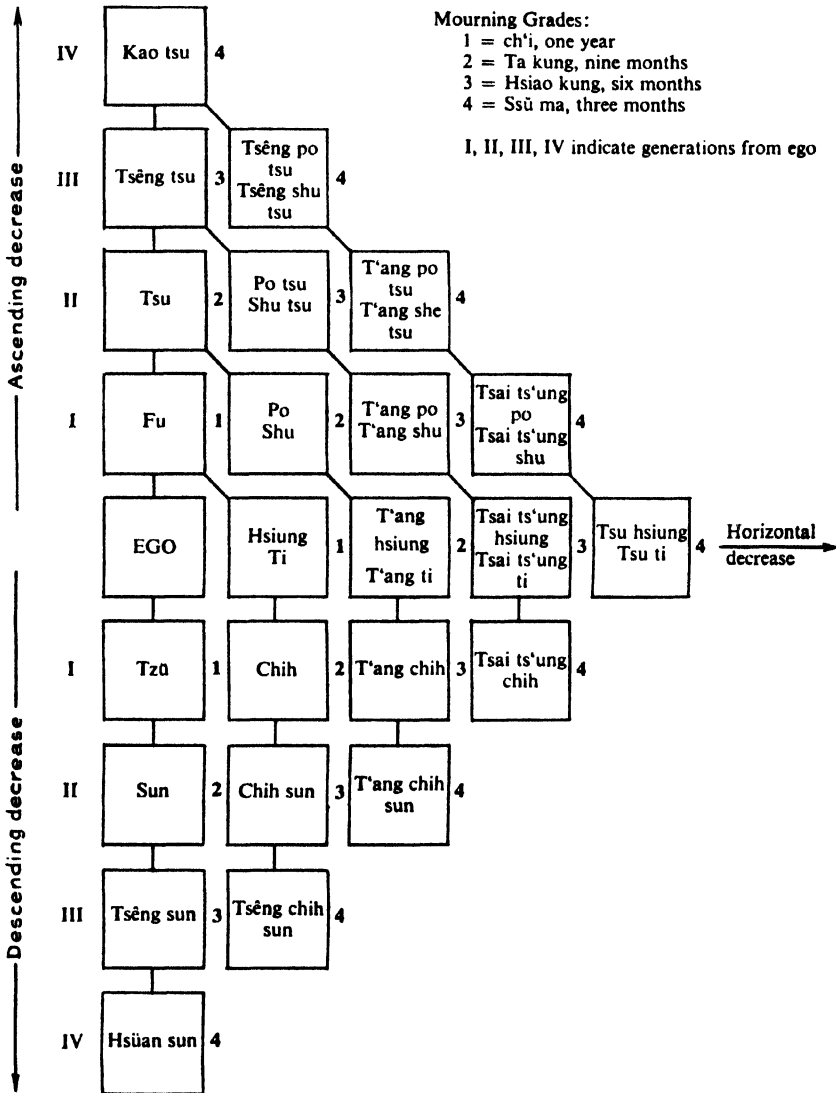 Mourning Grades:
1 = ch'i, one year
2 = Ta kung, nine months
3 = Hsiao kung, six months
4 = Ssŭ ma, three months
I, II, III, IV indicate generations from ego
Ascending decrease
Descending decrease
IV
Kao tsu
4
III
Tsêng tsu
3
Tsêng po
tsu
Tsêng shu
tsu
4
II
Tsu
2
Po tsu
Shu tsu
3
T'ang po
tsu
T'ang she
tsu
4
I
Fu
1
Po
Shu
2
T'ang po
T'ang shu
3
Tsai ts'ung
po
Tsai ts'ung
shu
4
EGO
Hsiung
Ti
1
T'ang
hsiung
T'ang ti
2
Tsai ts'ung
hsiung
Tsai ts'ung
ti
3
Tsu hsiung
Tsu ti
4
Horizontal
decrease
I
Tzŭ
1
Chih
2
T'ang chih
3
Tsai ts'ung
chih
4
II
Sun
2
Chih sun
3
T'ang chih
sun
4
III
Tsêng sun
3
Tsêng chih
sun
4
IV
Hsüan sun
4